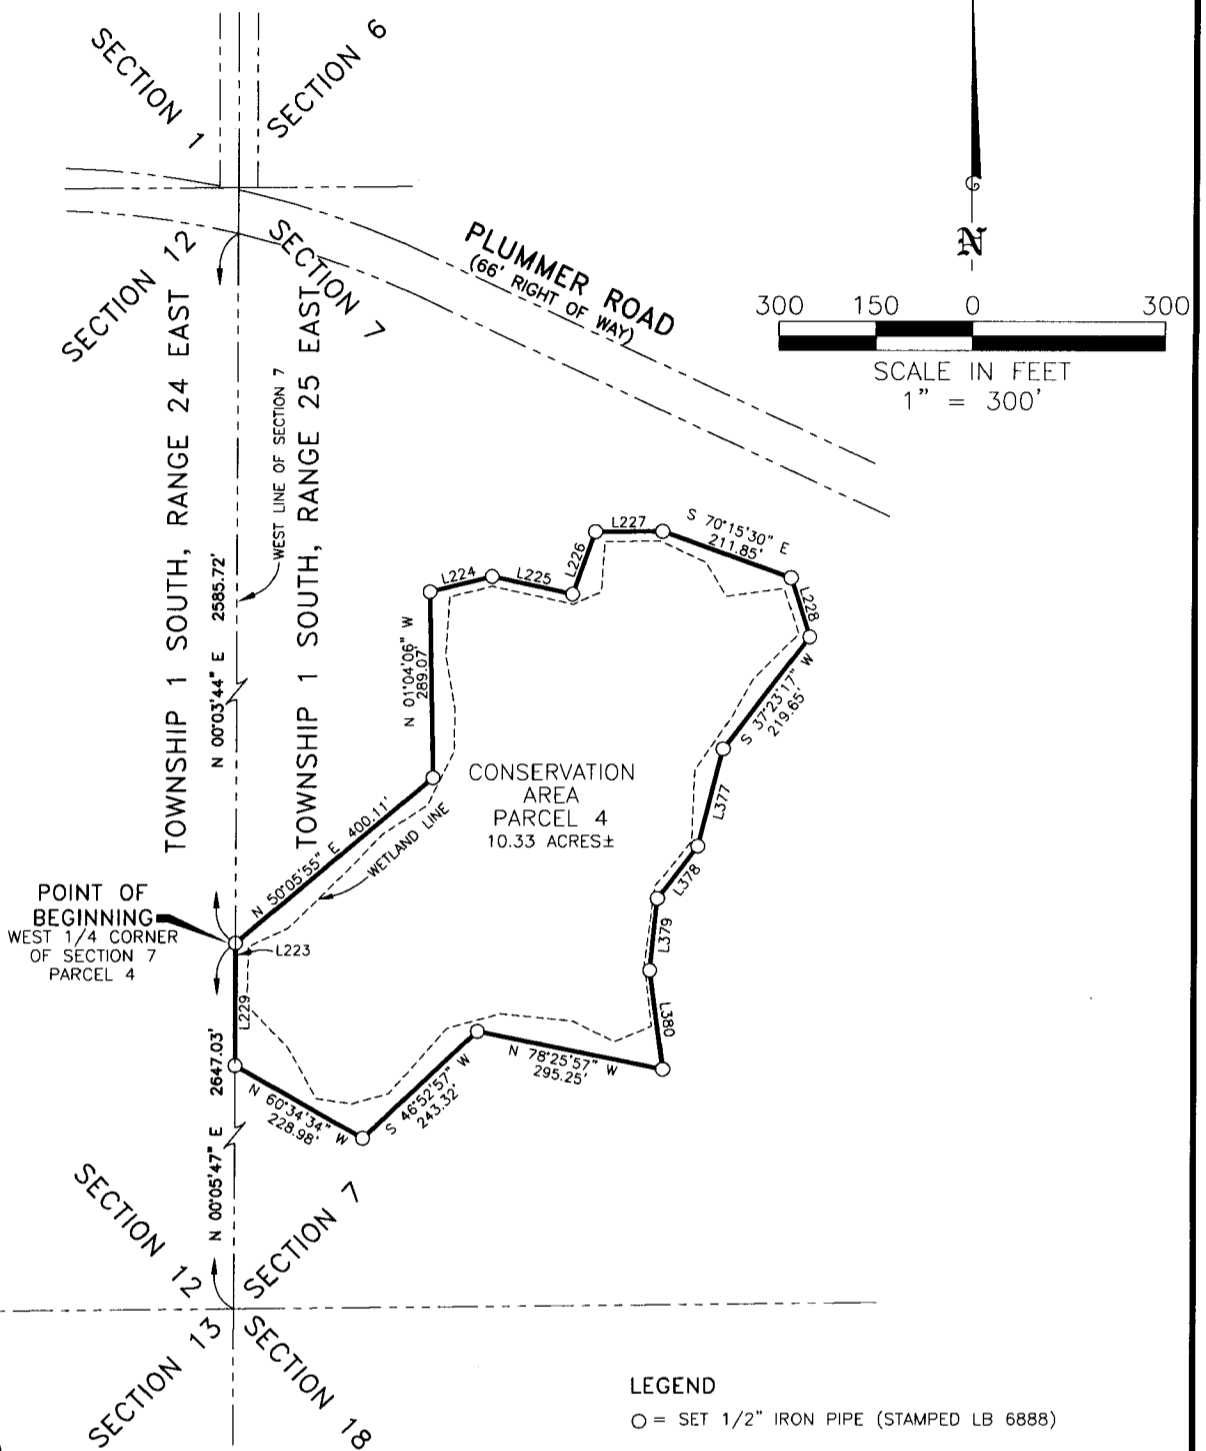 SECTION 1
SECTION 6
SECTION 12
SECTION 7
PLUMMER ROAD
(66' RIGHT OF WAY)
N
300 150 0 300
SCALE IN FEET
1" = 300'
TOWNSHIP 1 SOUTH, RANGE 24 EAST
N 00°03'44" E 2585.72'
WEST LINE OF SECTION 7
TOWNSHIP 1 SOUTH, RANGE 25 EAST
L224
L225
L226
L227
S 70°15'30" E
211.85'
L228
N 01°04'06" W
289.07'
S 37°23'17" W
219.65'
CONSERVATION
AREA
PARCEL 4
10.33 ACRES±
L377
N 50°05'55" E 400.11'
WETLAND LINE
L378
POINT OF
BEGINNING
WEST 1/4 CORNER
OF SECTION 7
PARCEL 4
L223
L379
L229
L380
N 78°25'57" W
295.25'
S 46°52'57" W
243.32'
N 60°34'34" W
228.98'
N 00°05'47" E 2647.03'
SECTION 12
SECTION 7
SECTION 13
SECTION 18
LEGEND
O = SET 1/2" IRON PIPE (STAMPED LB 6888)